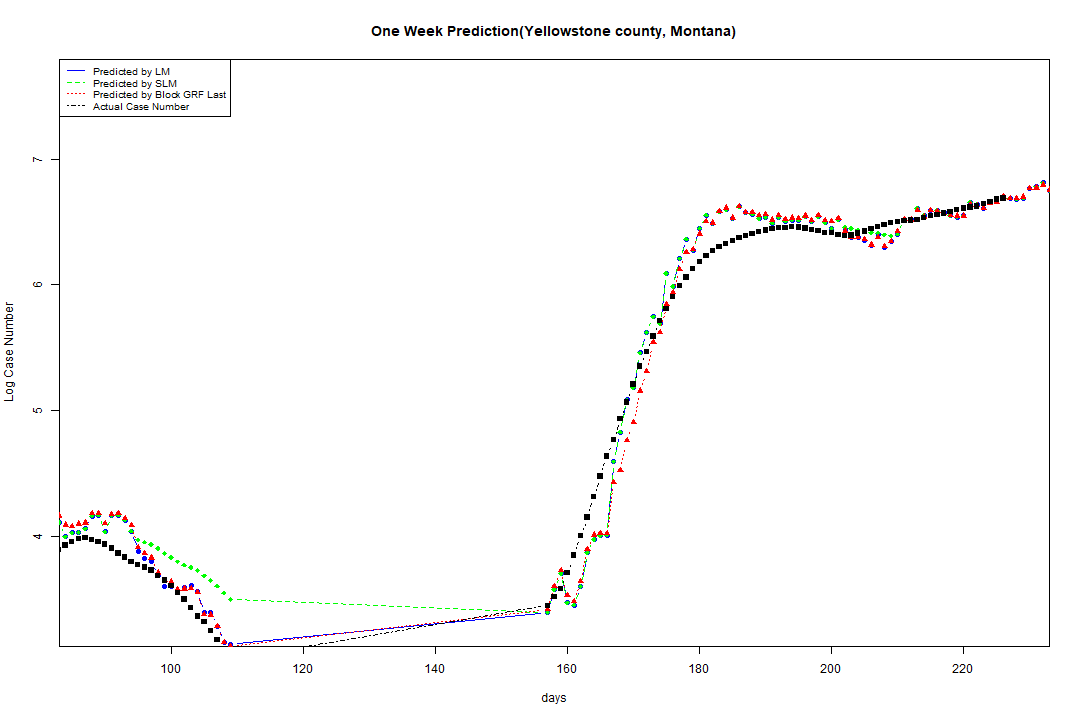 One Week Prediction(Yellowstone county, Montana)
Predicted by LM
Predicted by SLM
Predicted by Block GRF Last
Actual Case Number
7
6
5
4
Log Case Number
100 120 140 160 180 200 220
days